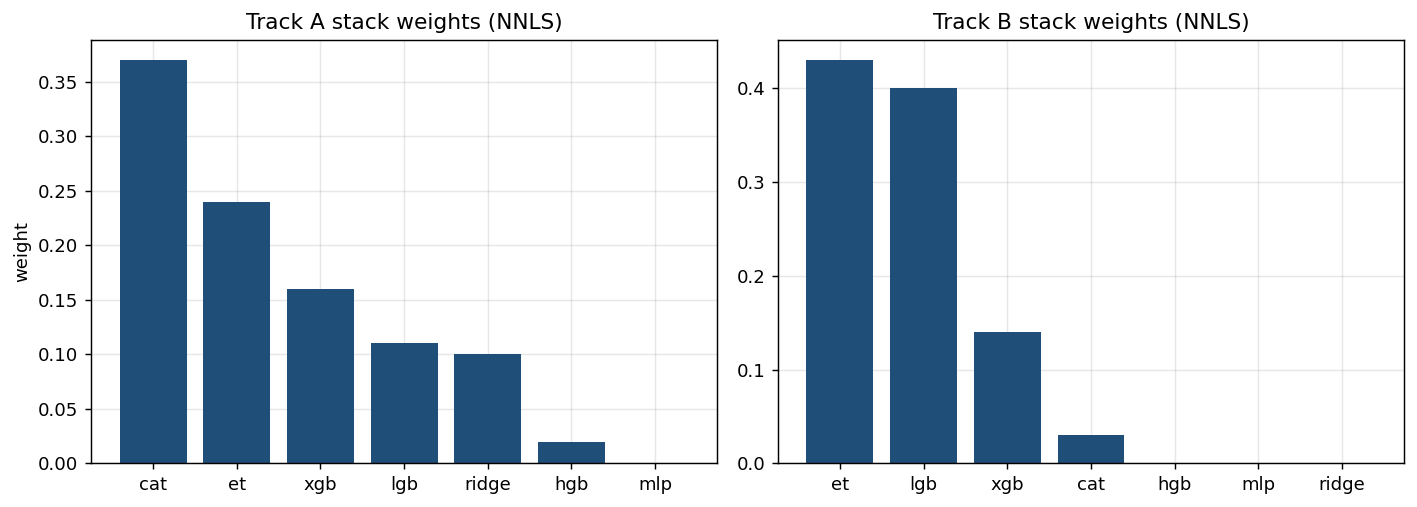 Track A stack weights (NNLS)
weight
0.35
0.30
0.25
0.20
0.15
0.10
0.05
0.00
cat et xgb lgb ridge hgb mlp
Track B stack weights (NNLS)
0.4
0.3
0.2
0.1
0.0
et lgb xgb cat hgb mlp ridge